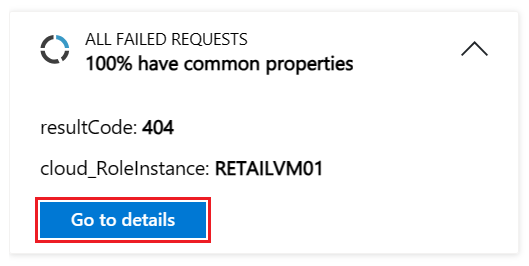 ALL FAILED REQUESTS
100% have common properties
resultCode: 404
cloud_RoleInstance: RETAILVM01
Go to details